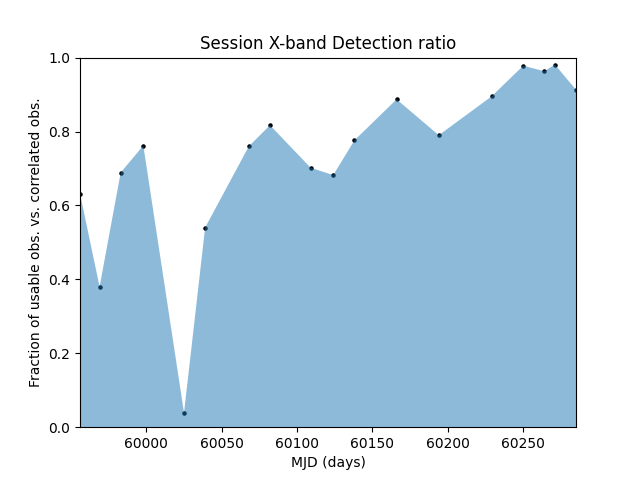 Session X-band Detection ratio
Fraction of usable obs. vs. correlated obs.
1.0
0.8
0.6
0.4
0.2
0.0
60000 60050 60100 60150 60200 60250
MJD (days)